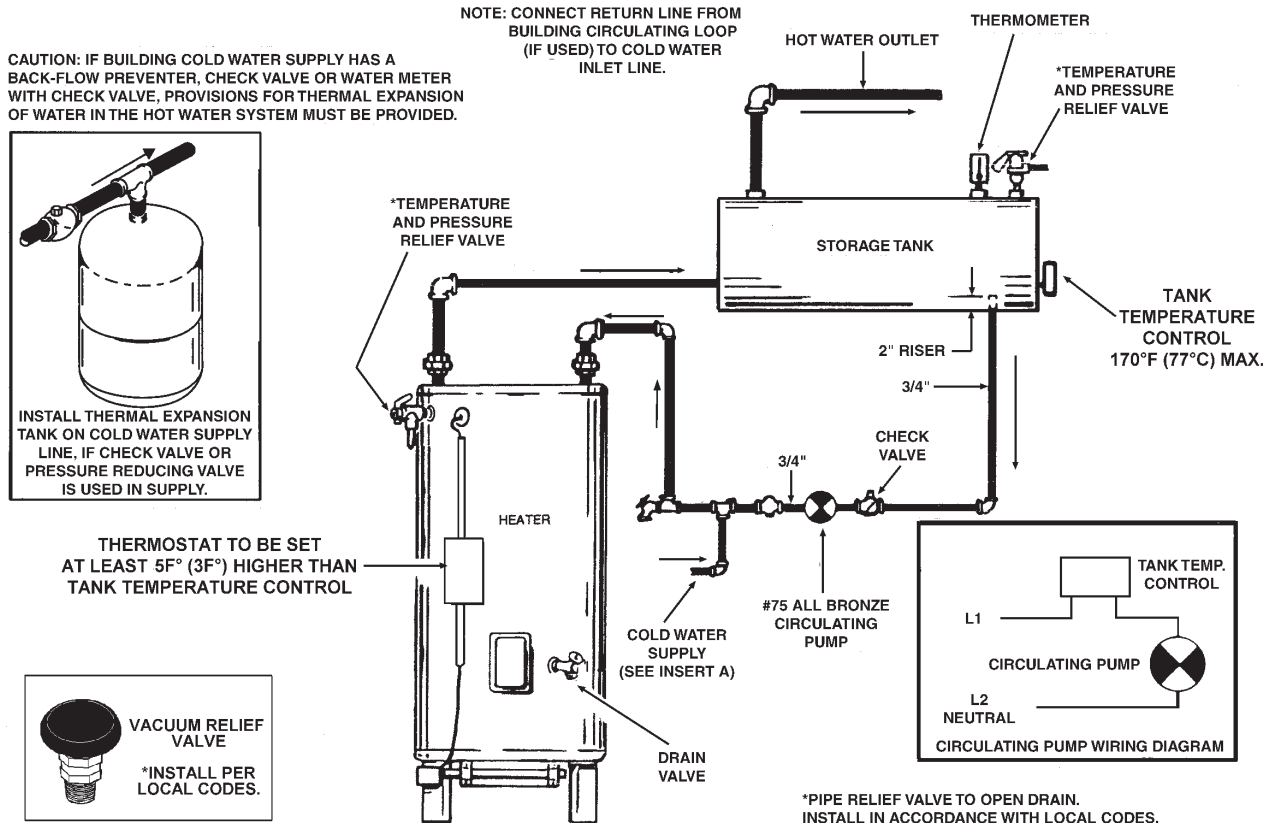 NOTE: CONNECT RETURN LINE FROM
BUILDING CIRCULATING LOOP
(IF USED) TO COLD WATER
INLET LINE.
CAUTION: IF BUILDING COLD WATER SUPPLY HAS A
BACK-FLOW PREVENTER, CHECK VALVE OR WATER METER
WITH CHECK VALVE, PROVISIONS FOR THERMAL EXPANSION
OF WATER IN THE HOT WATER SYSTEM MUST BE PROVIDED.
INSTALL THERMAL EXPANSION
TANK ON COLD WATER SUPPLY
LINE, IF CHECK VALVE OR
PRESSURE REDUCING VALVE
IS USED IN SUPPLY.
HOT WATER OUTLET
THERMOMETER
*TEMPERATURE
AND PRESSURE
RELIEF VALVE
*TEMPERATURE
AND PRESSURE
RELIEF VALVE
STORAGE TANK
TANK
TEMPERATURE
CONTROL
170°F (77°C) MAX.
2" RISER
3/4"
CHECK
VALVE
3/4"
HEATER
THERMOSTAT TO BE SET
AT LEAST 5F° (3F°) HIGHER THAN
TANK TEMPERATURE CONTROL
#75 ALL BRONZE
CIRCULATING
PUMP
COLD WATER
SUPPLY
(SEE INSERT A)
DRAIN
VALVE
TANK TEMP.
CONTROL
L1
CIRCULATING PUMP
L2
NEUTRAL
CIRCULATING PUMP WIRING DIAGRAM
VACUUM RELIEF
VALVE
*INSTALL PER
LOCAL CODES.
*PIPE RELIEF VALVE TO OPEN DRAIN.
INSTALL IN ACCORDANCE WITH LOCAL CODES.